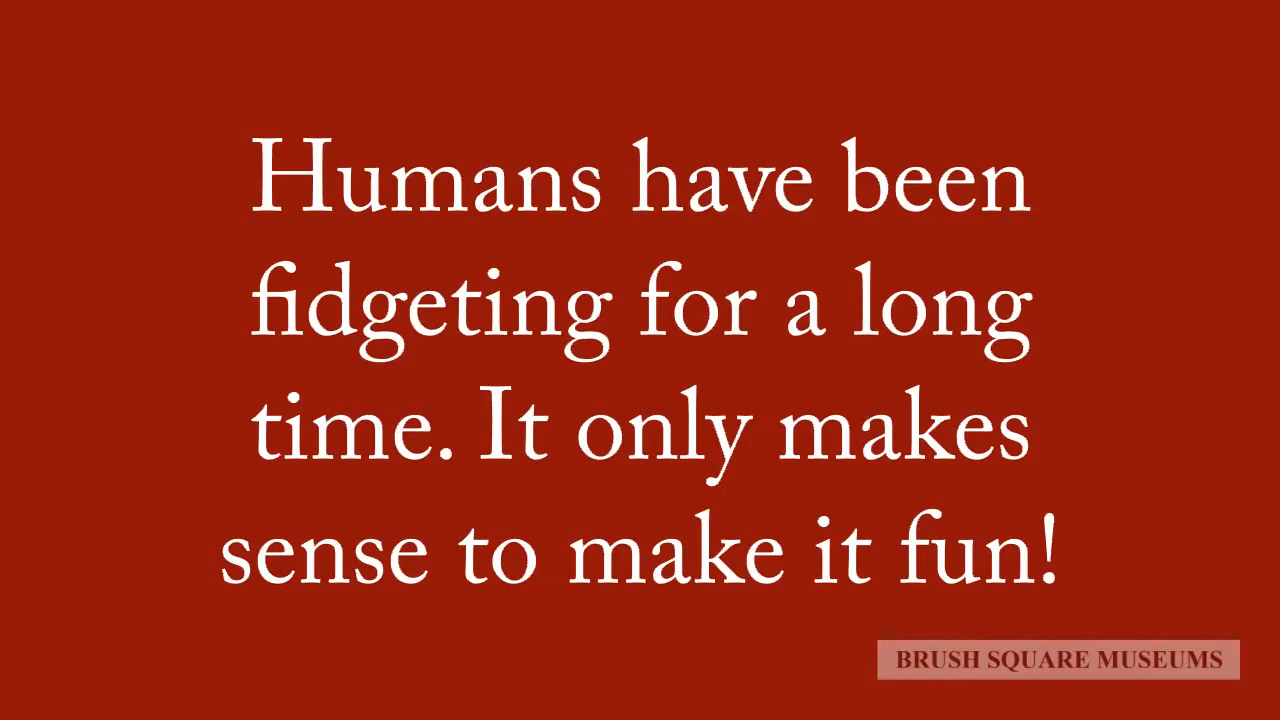 Humans have been
fidgeting for a long
time. It only makes
sense to make it fun!
BRUSH SQUARE MUSEUMS